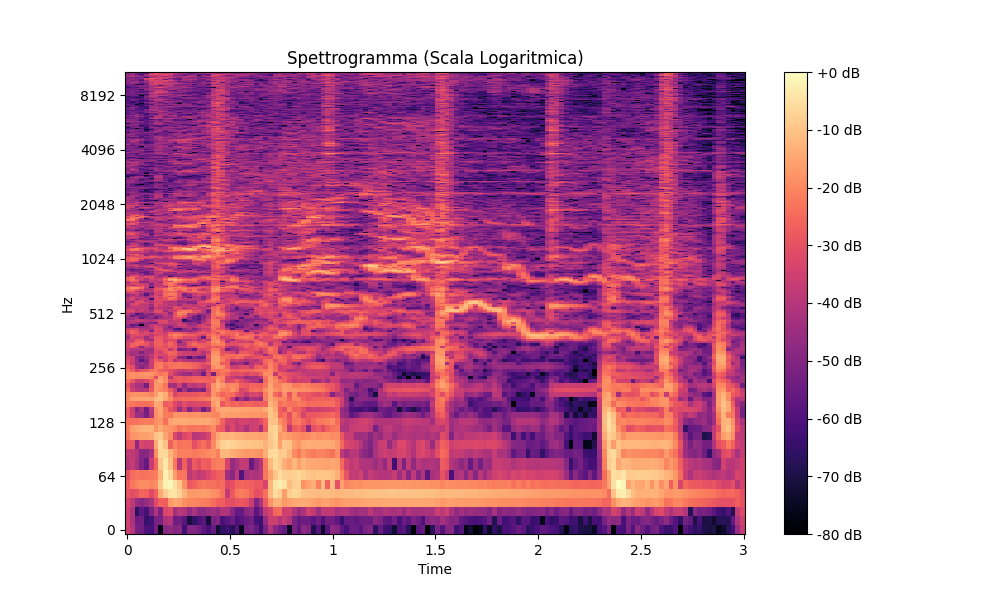 Spettrogramma (Scala Logaritmica)
Hz
8192
4096
2048
1024
512
256
128
64
0
0 0.5 1 1.5 2 2.5 3
Time
+0 dB
-10 dB
-20 dB
-30 dB
-40 dB
-50 dB
-60 dB
-70 dB
-80 dB